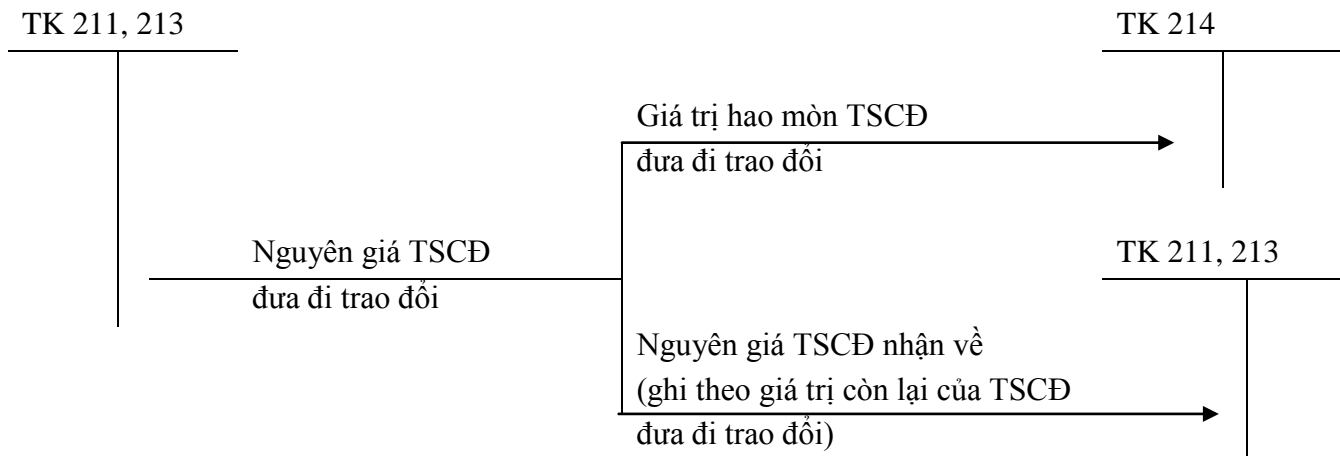 TK 211, 213
TK 214
Giá trị hao mòn TSCĐ
đưa đi trao đổi
Nguyên giá TSCĐ
đưa đi trao đổi
TK 211, 213
Nguyên giá TSCĐ nhận về
(ghi theo giá trị còn lại của TSCĐ
đưa đi trao đổi)